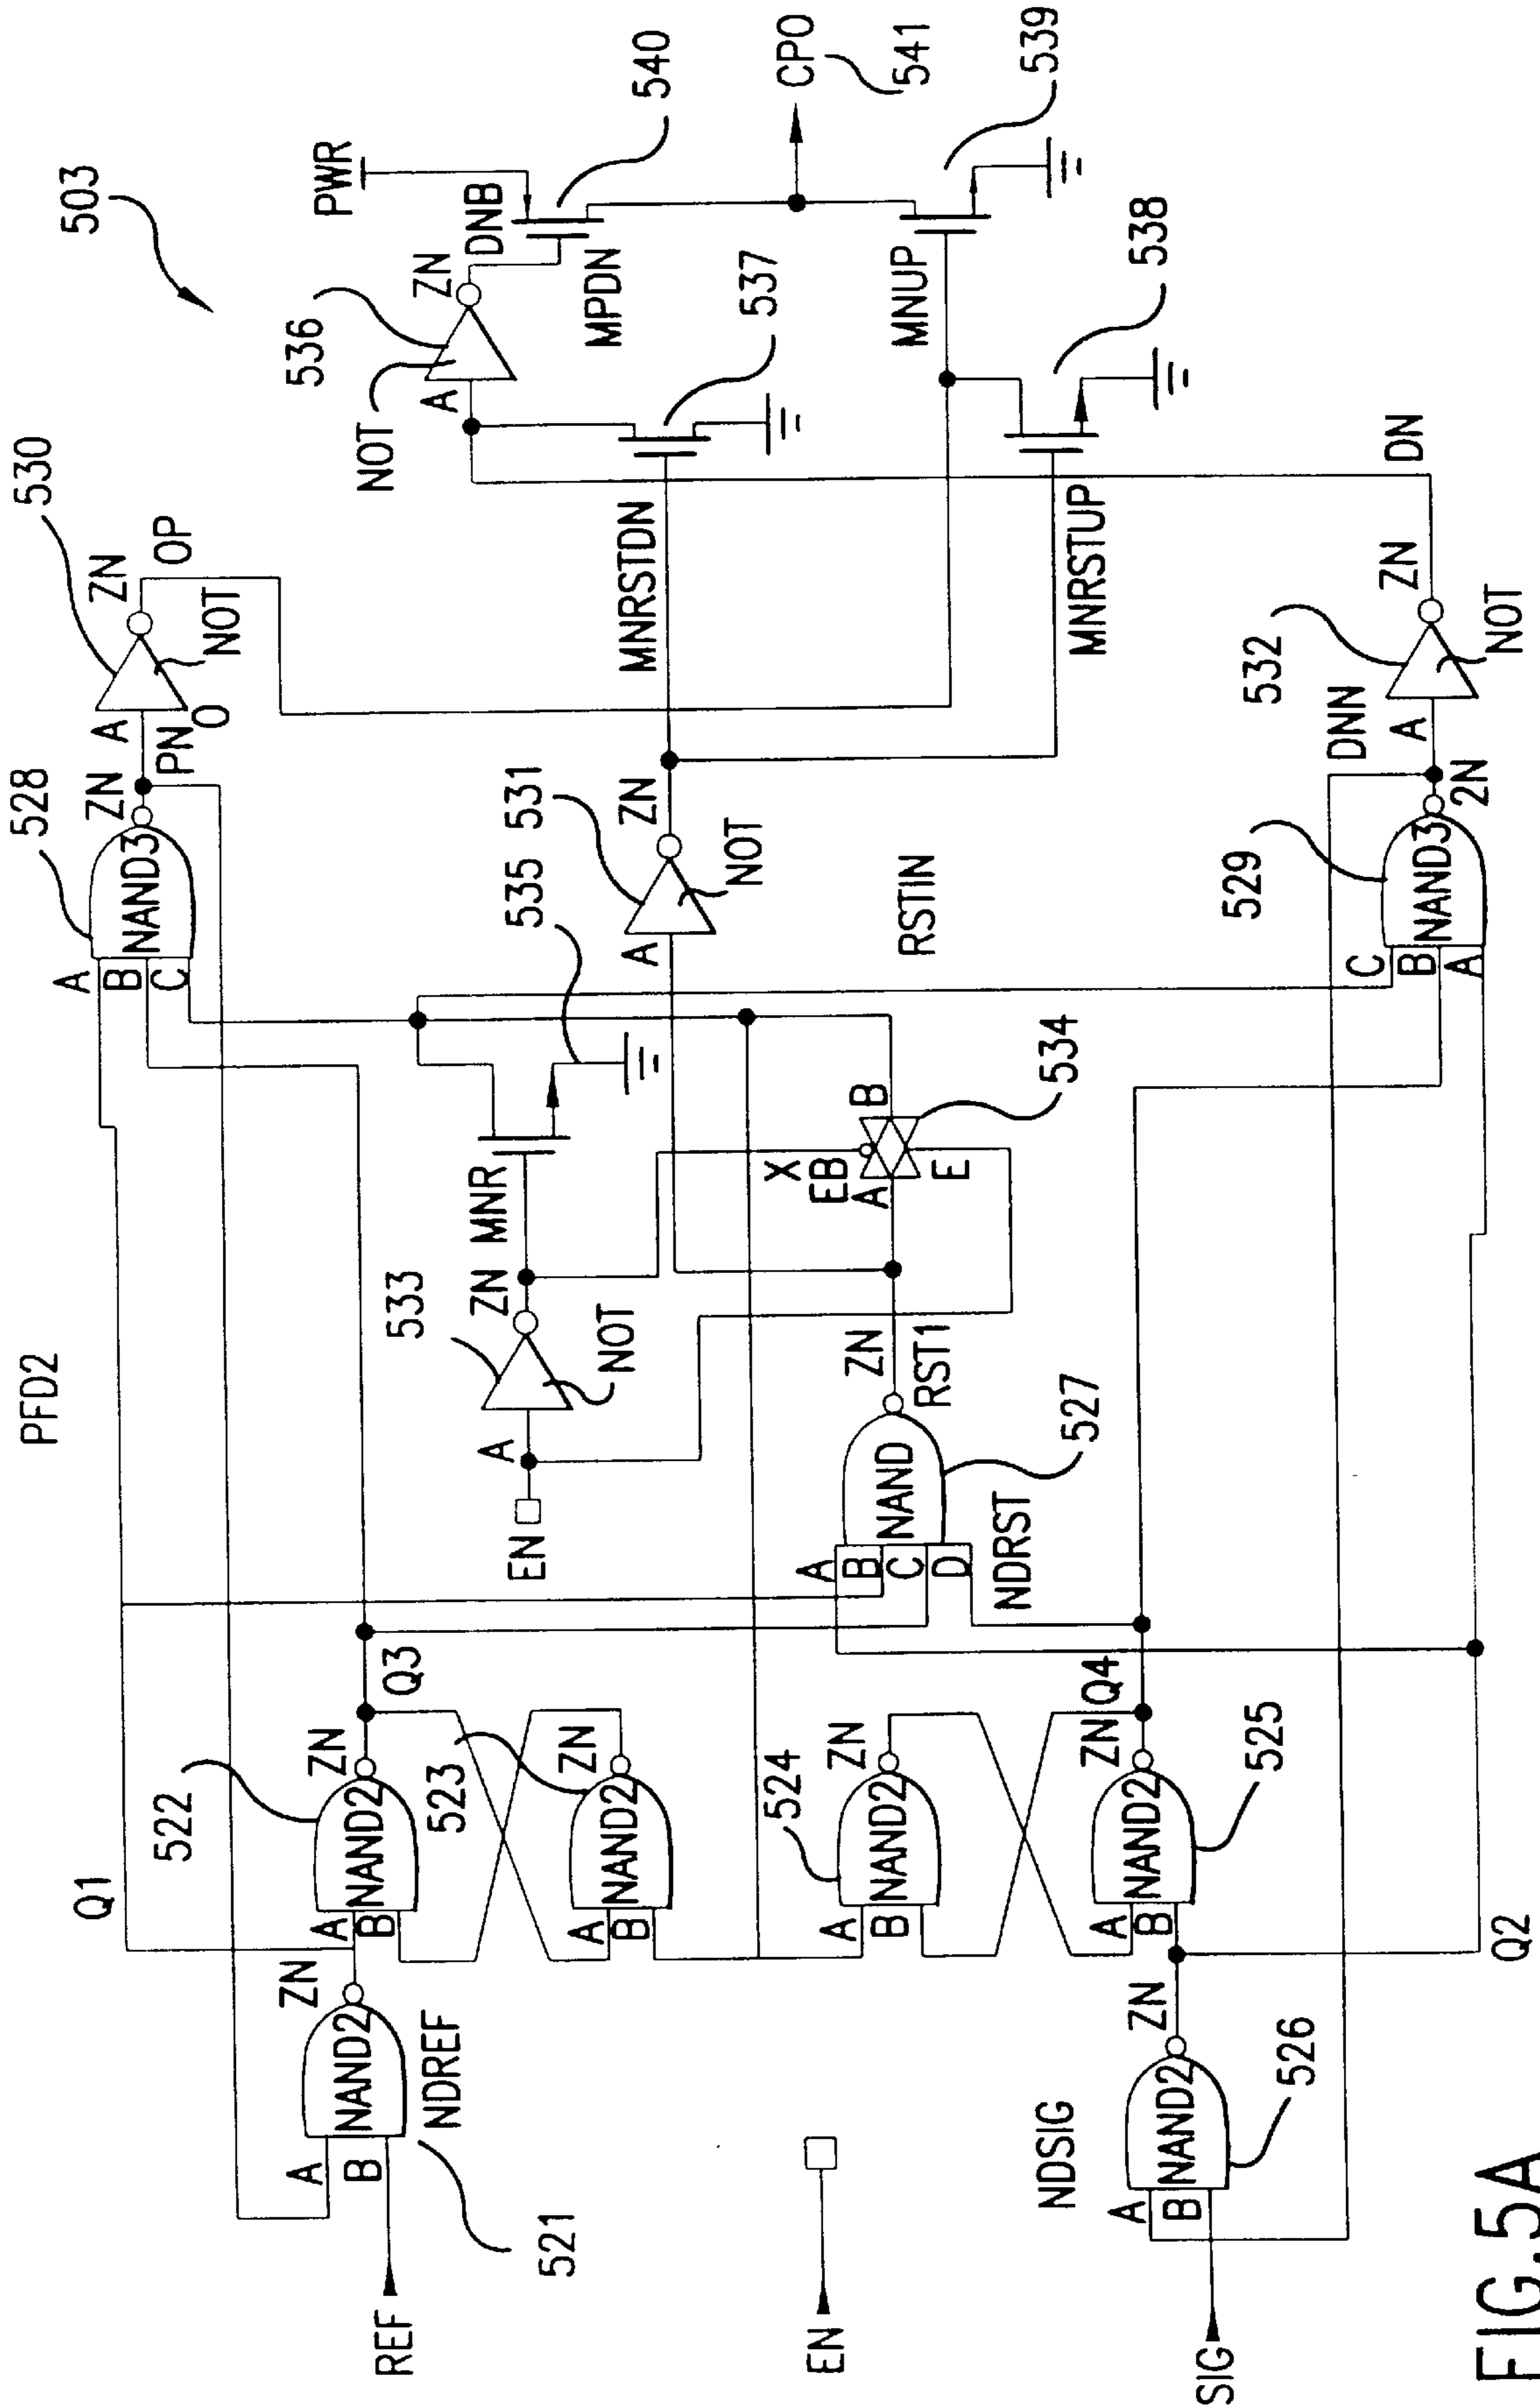 PFD2
503
Q1
528
530
A
B
C
NAND3
ZN
PN
O
A
ZN
OP
NOT
536
NOT
A
ZN
DNB
PWR
540
MPDN
537
CPO
541
522
REF
A
B
NAND2
ZN
NDREF
521
A
B
NAND2
ZN
Q3
523
A
B
NAND2
ZN
EN
A
533
ZN
NOT
MNR
535
531
A
ZN
NOT
MNRSTDN
MNUP
539
538
MNRSTUP
X
EB
A
E
B
534
RSTIN
EN
524
A
B
NAND2
ZN
A
B
C
D
NAND
ZN
RST1
NDRST
527
NDSIG
SIG
A
B
NAND2
ZN
526
A
B
NAND2
ZN
Q4
525
Q2
529
C
B
A
NAND3
2N
DNN
A
532
ZN
NOT
DN
FIG.5A